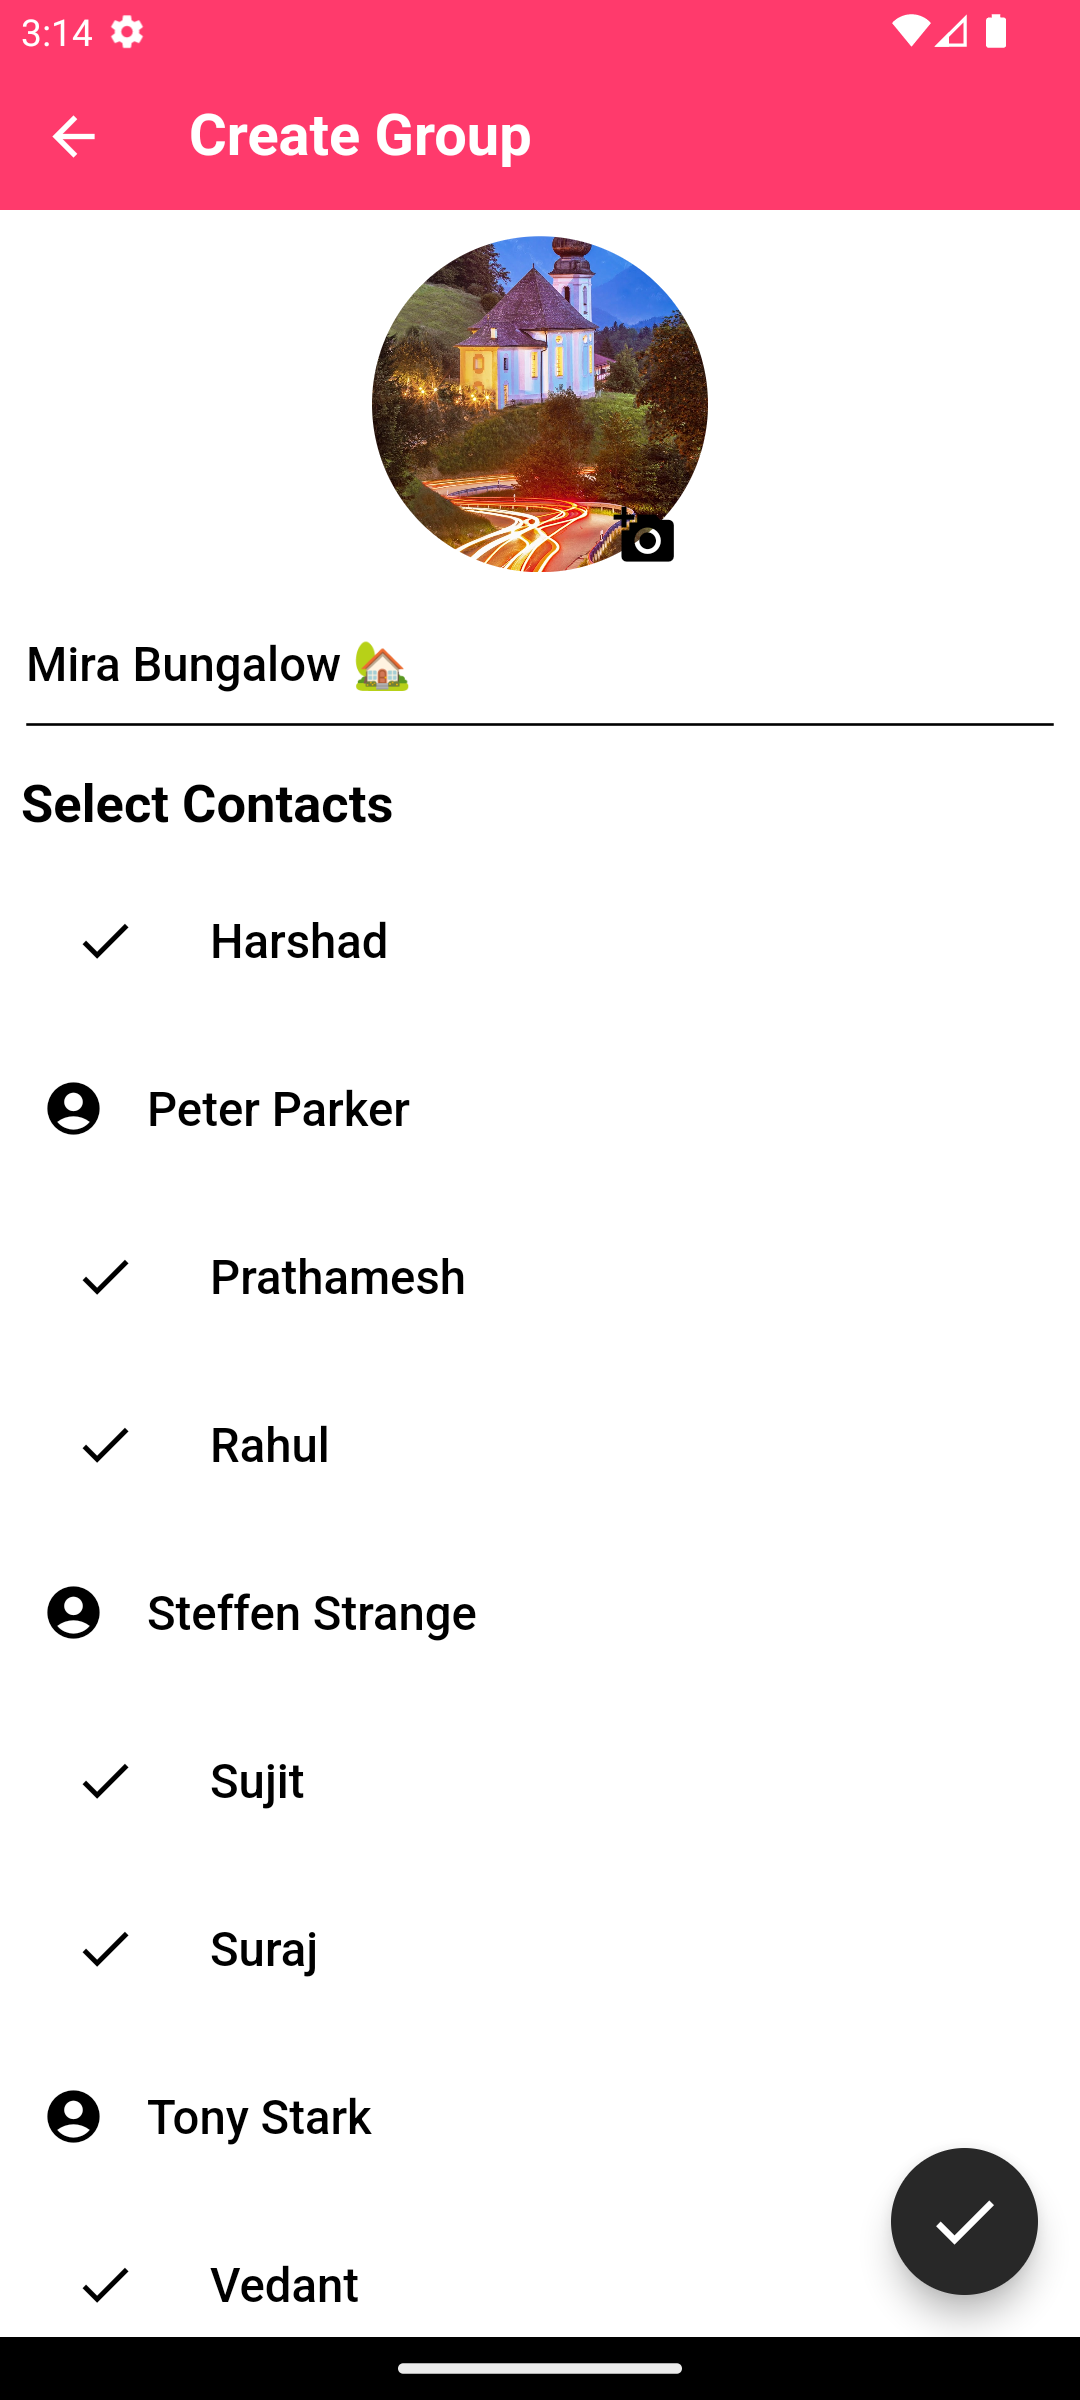 3:14
Create Group
Mira Bungalow 🏡
Select Contacts
Harshad
Peter Parker
Prathamesh
Rahul
Steffen Strange
Sujit
Suraj
Tony Stark
Vedant